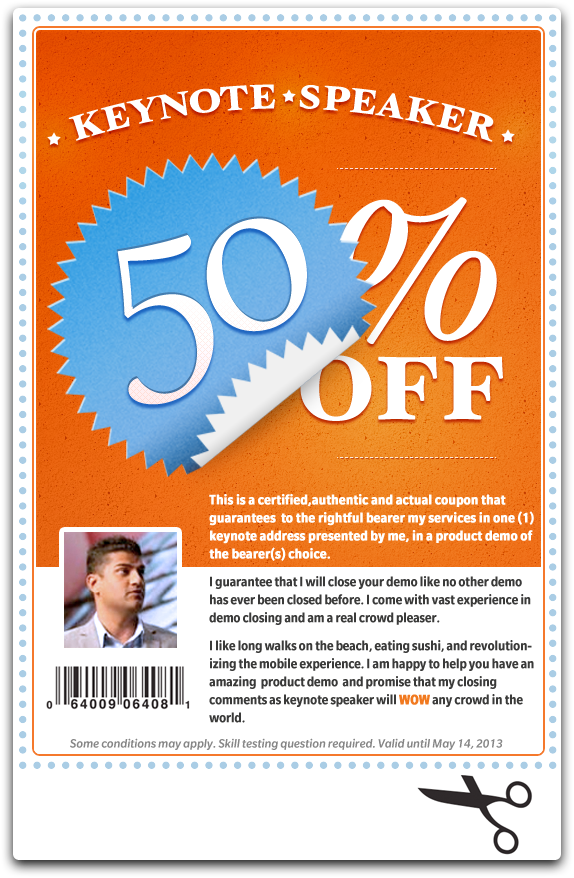 KEYNOTE SPEAKER
50%
OFF
This is a certified,authentic and actual coupon that
guarantees to the rightful bearer my services in one (1)
keynote address presented by me, in a product demo of
the bearer(s) choice.
I guarantee that I will close your demo like no other demo
has ever been closed before. I come with vast experience in
demo closing and am a real crowd pleaser.
I like long walks on the beach, eating sushi, and revolution-
izing the mobile experience. I am happy to help you have an
amazing product demo and promise that my closing
comments as keynote speaker will WOW any crowd in the
world.
0 64009 06408 1
Some conditions may apply. Skill testing question required. Valid until May 14, 2013